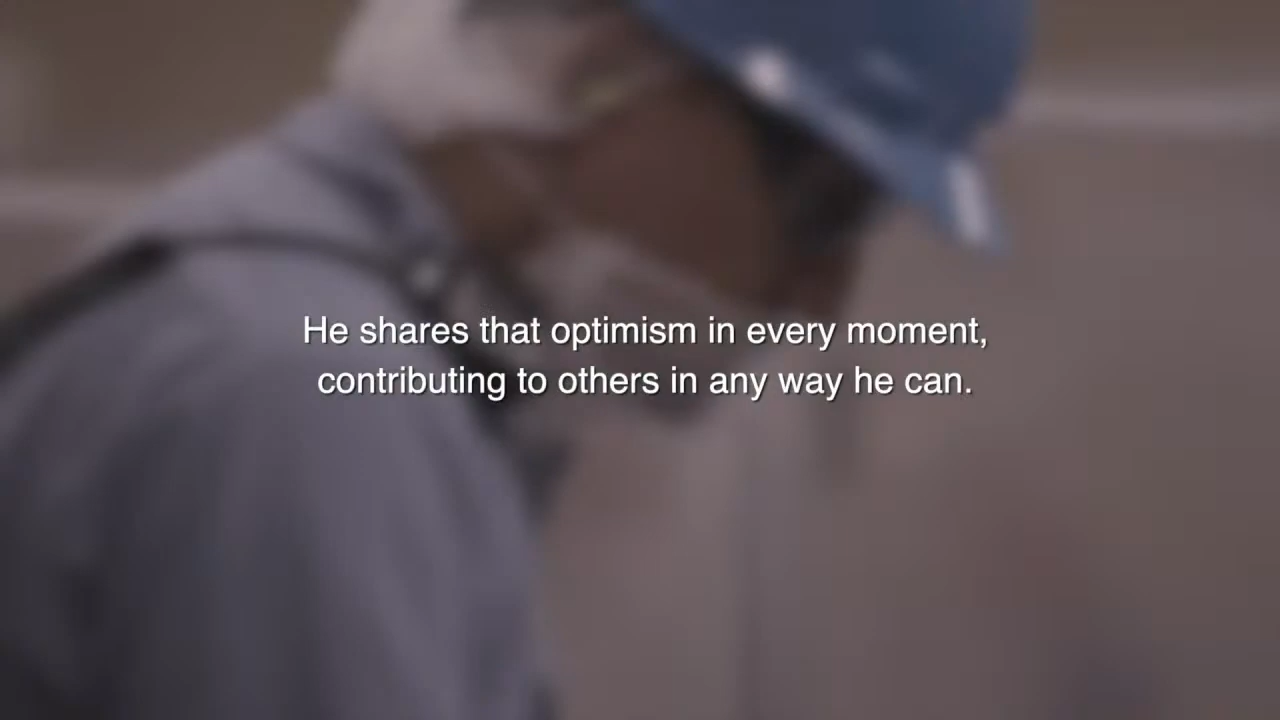 He shares that optimism in every moment,
contributing to others in any way he can.